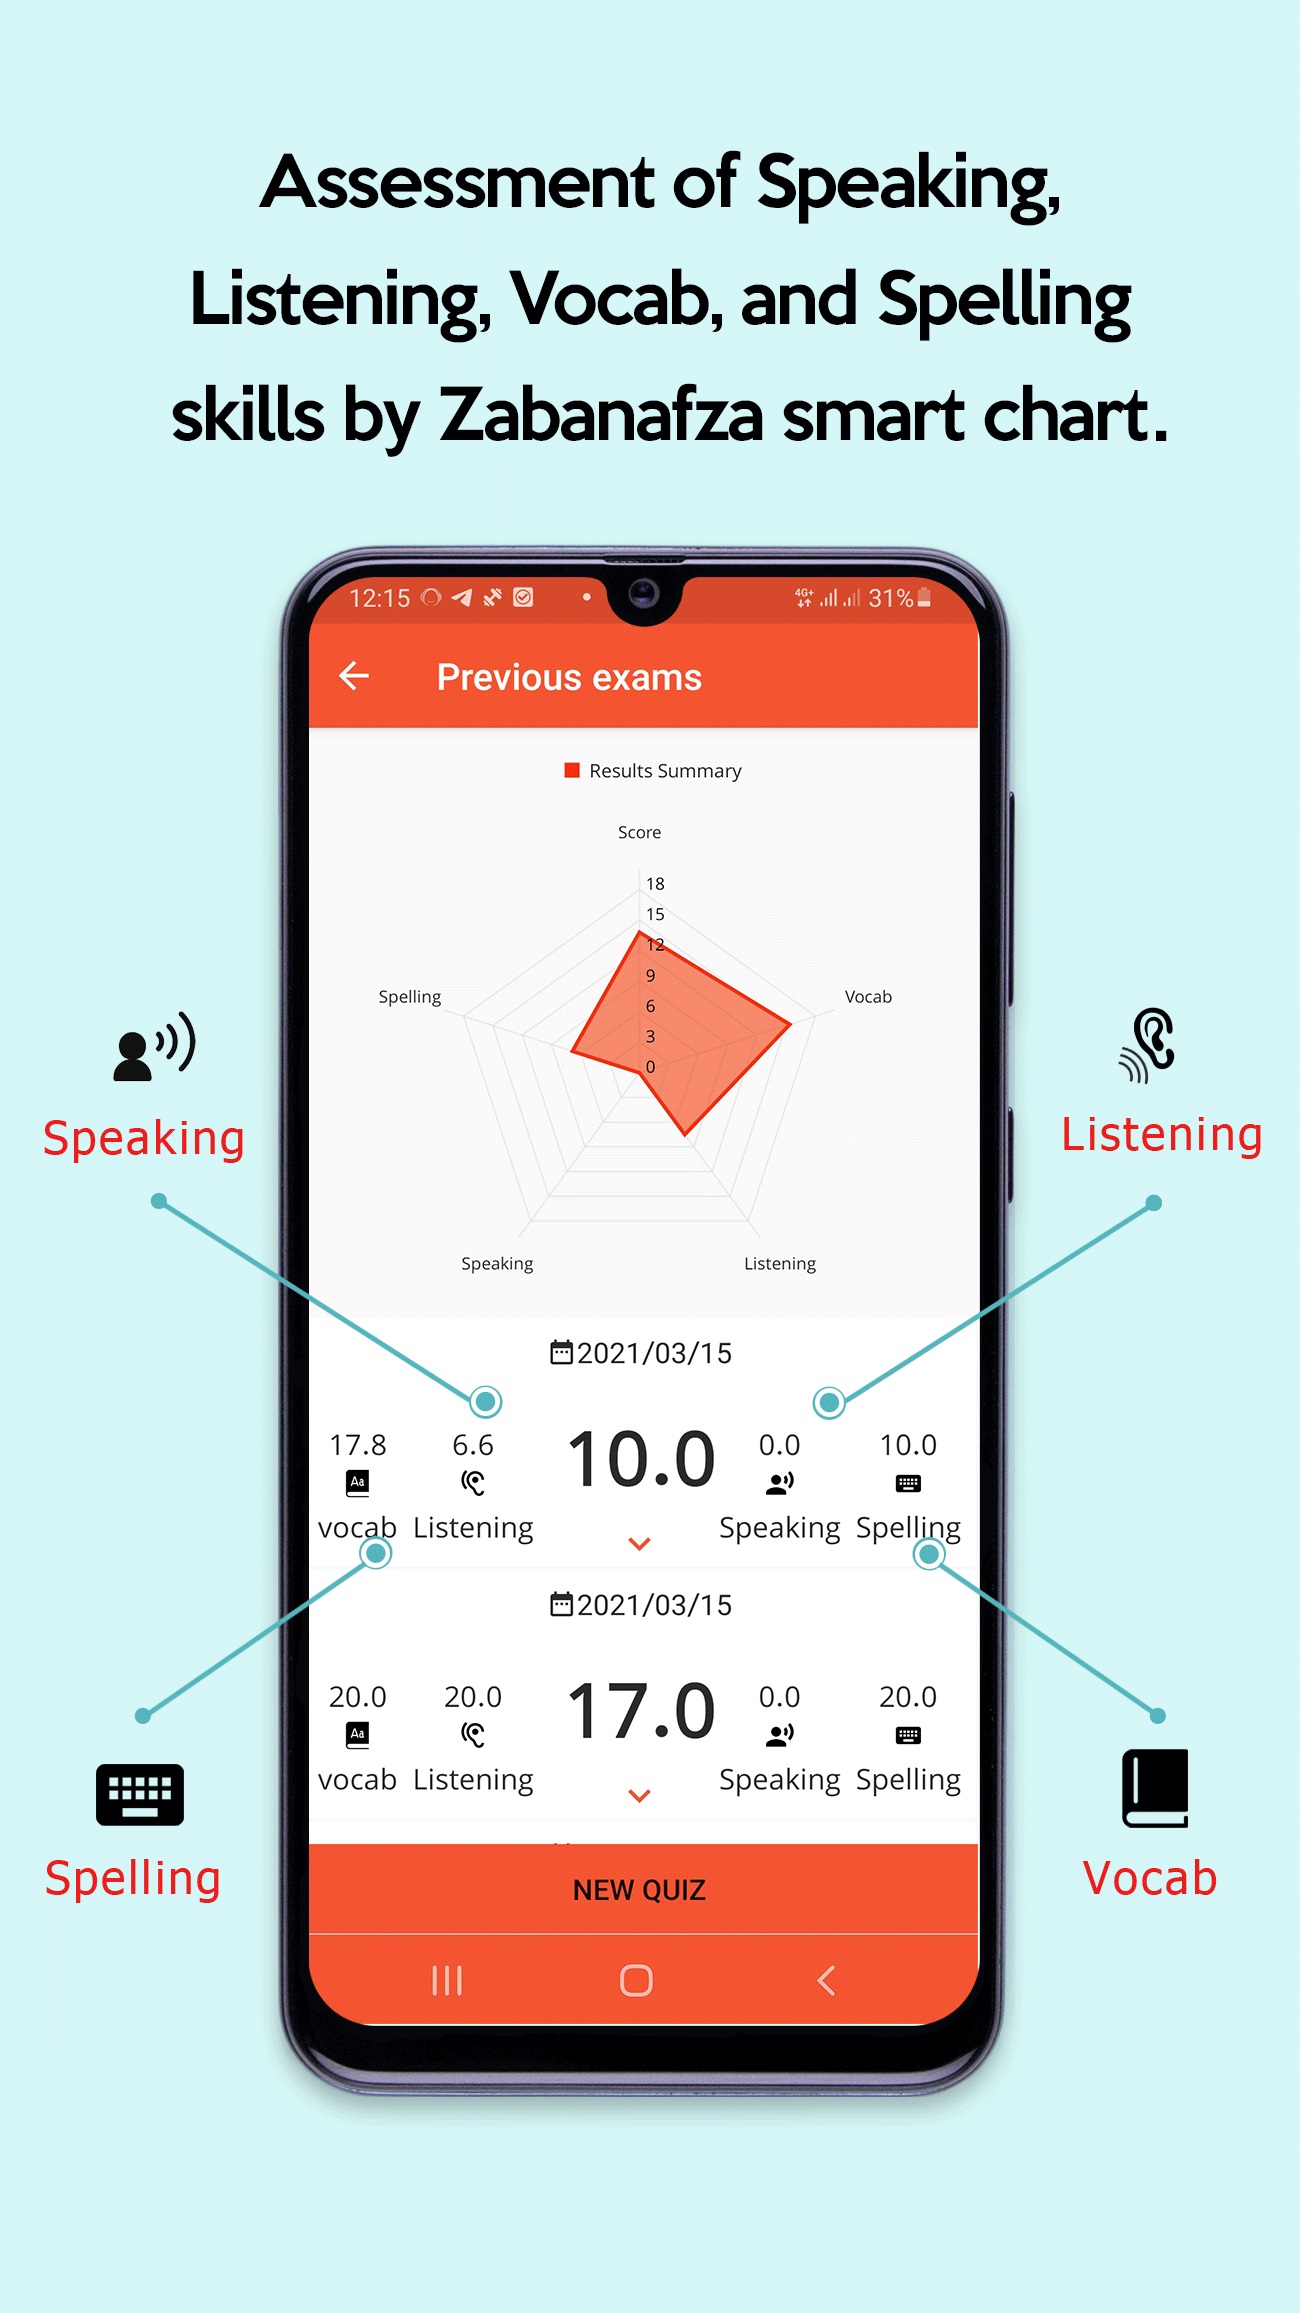 Assessment of Speaking,
Listening, Vocab, and Spelling
skills by Zabanafza smart chart.
12:15 4G+ 31%
Previous exams
Results Summary
Score
18
15
12
9
6
3
0
Spelling
Vocab
Speaking
Listening
Speaking
Listening
2021/03/15
17.8 6.6 10.0 0.0 10.0
Aa
vocab Listening Speaking Spelling
2021/03/15
20.0 20.0 17.0 0.0 20.0
Aa
vocab Listening Speaking Spelling
Spelling
Vocab
NEW QUIZ